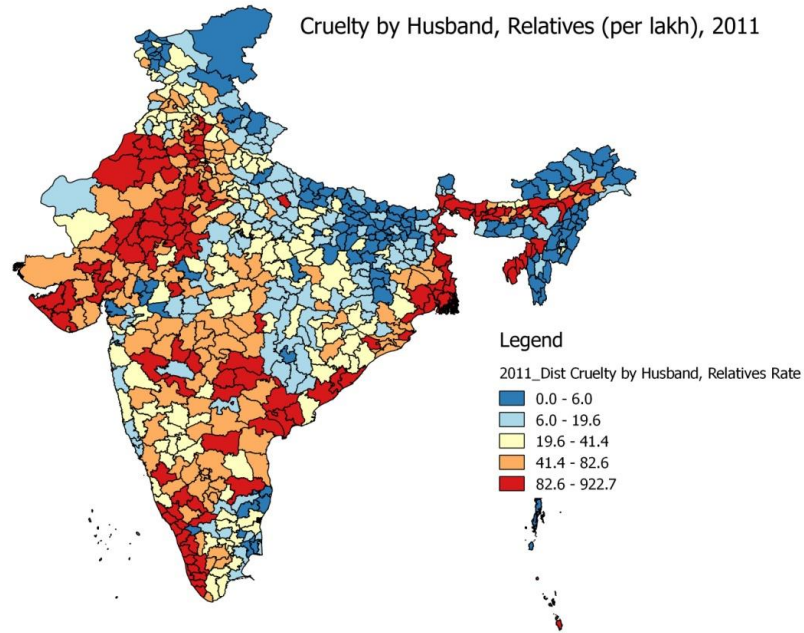 Cruelty by Husband, Relatives (per lakh), 2011
Legend
2011_Dist Cruelty by Husband, Relatives Rate
0.0 - 6.0
6.0 - 19.6
19.6 - 41.4
41.4 - 82.6
82.6 - 922.7